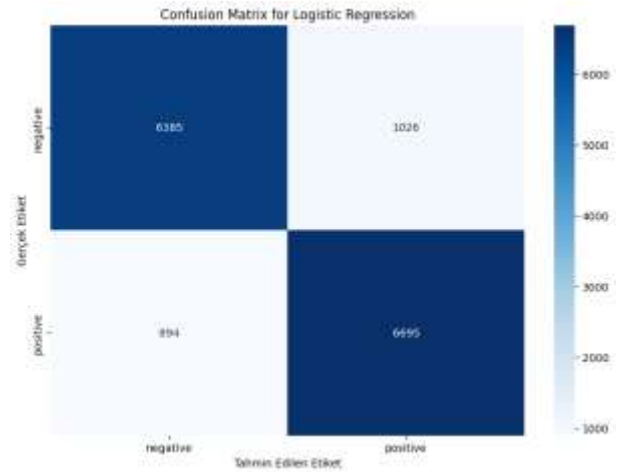 Confusion Matrix for Logistic Regression
negative
6385
1026
Gerçek Etiket
positive
894
6695
negative
positive
Tahmin Edilen Etiket
6000
5000
4000
3000
2000
1000